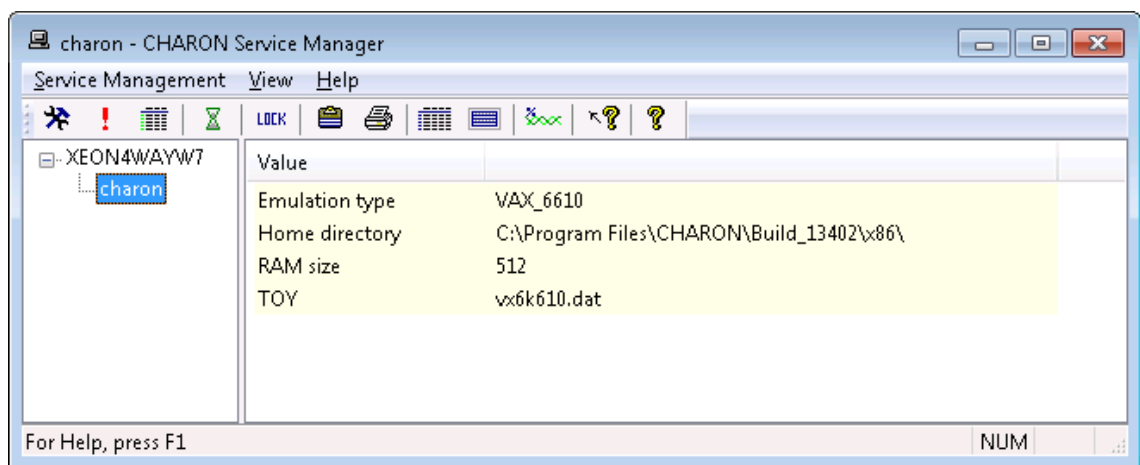 charon - CHARON Service Manager
Service Management View Help
LOCK
XEON4WAYW7
charon
Value
Emulation type VAX_6610
Home directory C:\Program Files\CHARON\Build_13402\x86\
RAM size 512
TOY vx6k610.dat
For Help, press F1 NUM